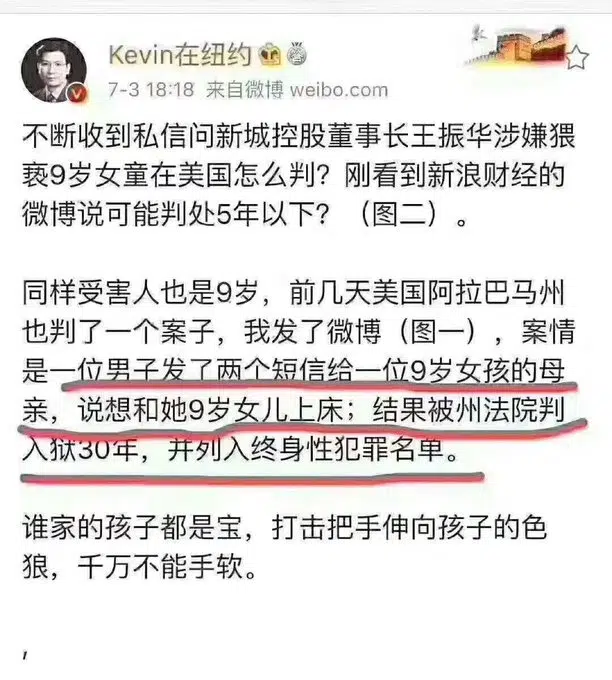 Kevin在纽约
7-3 18:18 来自微博 weibo.com
不断收到私信问新城控股董事长王振华涉嫌猥
亵9岁女童在美国怎么判？刚看到新浪财经的
微博说可能判处5年以下？（图二）。
同样受害人也是9岁，前几天美国阿拉巴马州
也判了一个案子，我发了微博（图一），案情
是一位男子发了两个短信给一位9岁女孩的母
亲，说想和她9岁女儿上床；结果被州法院判
入狱30年，并列入终身性犯罪名单。
谁家的孩子都是宝，打击把手伸向孩子的色
狼，千万不能手软。